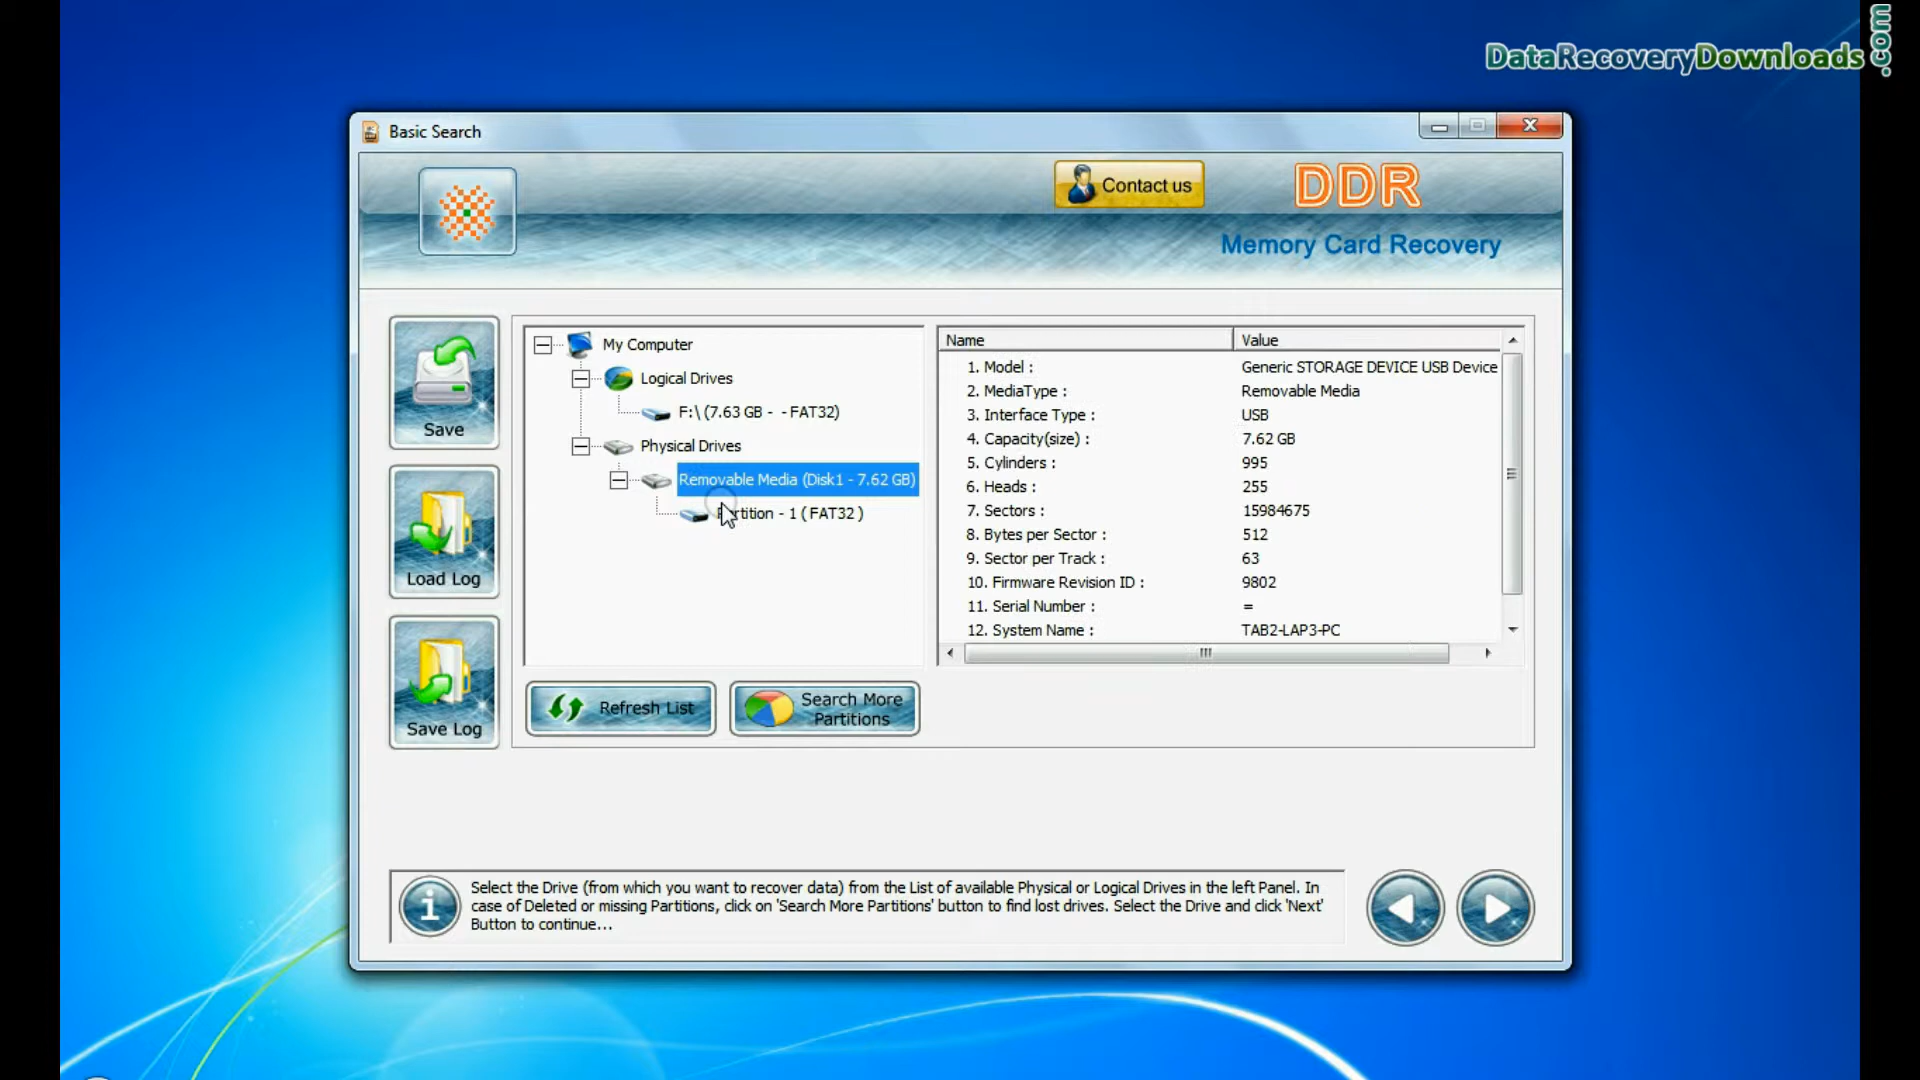 DataRecoveryDownloads.com
Basic Search
Contact us
DDR
Memory Card Recovery
Save
Load Log
Save Log
My Computer
Logical Drives
F:\ (7.63 GB - - FAT32)
Physical Drives
Removable Media (Disk1 - 7.62 GB)
Partition - 1 ( FAT32 )
Refresh List
Search More
Partitions
Name Value
1. Model : Generic STORAGE DEVICE USB Device
2. MediaType : Removable Media
3. Interface Type : USB
4. Capacity(size) : 7.62 GB
5. Cylinders : 995
6. Heads : 255
7. Sectors : 15984675
8. Bytes per Sector : 512
9. Sector per Track : 63
10. Firmware Revision ID : 9802
11. Serial Number : =
12. System Name : TAB2-LAP3-PC
Select the Drive (from which you want to recover data) from the List of available Physical or Logical Drives in the left Panel. In
case of Deleted or missing Partitions, click on 'Search More Partitions' button to find lost drives. Select the Drive and click 'Next'
Button to continue...